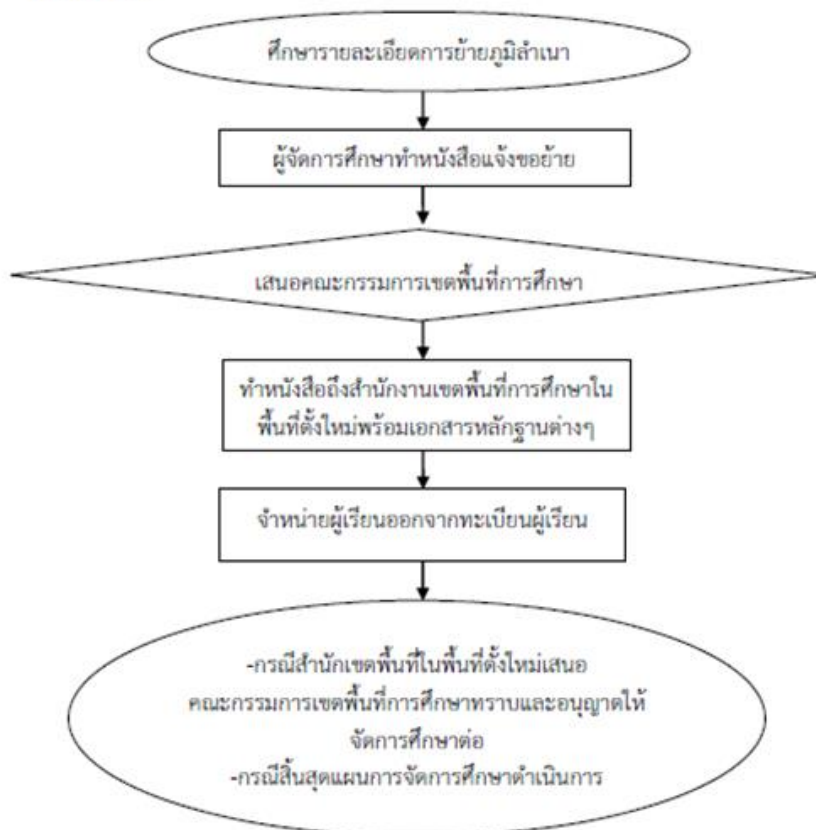 ศึกษารายละเอียดการย้ายภูมิลำเนา
ผู้จัดการศึกษาทำหนังสือแจ้งขอย้าย
เสนอคณะกรรมการเขตพื้นที่การศึกษา
ทำหนังสือถึงสำนักงานเขตพื้นที่การศึกษาใน
พื้นที่ตั้งใหม่พร้อมเอกสารหลักฐานต่างๆ
จำหน่ายผู้เรียนออกจากทะเบียนผู้เรียน
-กรณีสำนักเขตพื้นที่ในพื้นที่ตั้งใหม่เสนอ
คณะกรรมการเขตพื้นที่การศึกษาทราบและอนุญาตให้
จัดการศึกษาต่อ
-กรณีสิ้นสุดแผนการจัดการศึกษาดำเนินการ